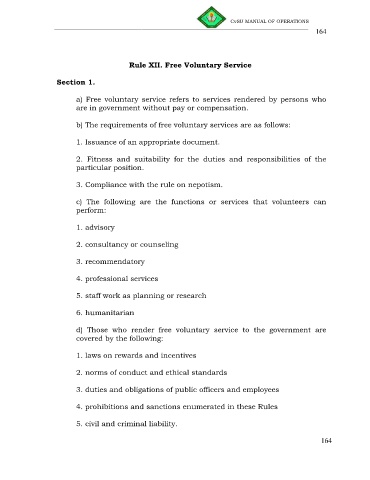 CvSU MANUAL OF OPERATIONS
164
Rule XII. Free Voluntary Service
Section 1.
a) Free voluntary service refers to services rendered by persons who
are in government without pay or compensation.
b) The requirements of free voluntary services are as follows:
1. Issuance of an appropriate document.
2. Fitness and suitability for the duties and responsibilities of the
particular position.
3. Compliance with the rule on nepotism.
c) The following are the functions or services that volunteers can
perform:
1. advisory
2. consultancy or counseling
3. recommendatory
4. professional services
5. staff work as planning or research
6. humanitarian
d) Those who render free voluntary service to the government are
covered by the following:
1. laws on rewards and incentives
2. norms of conduct and ethical standards
3. duties and obligations of public officers and employees
4. prohibitions and sanctions enumerated in these Rules
5. civil and criminal liability.
164